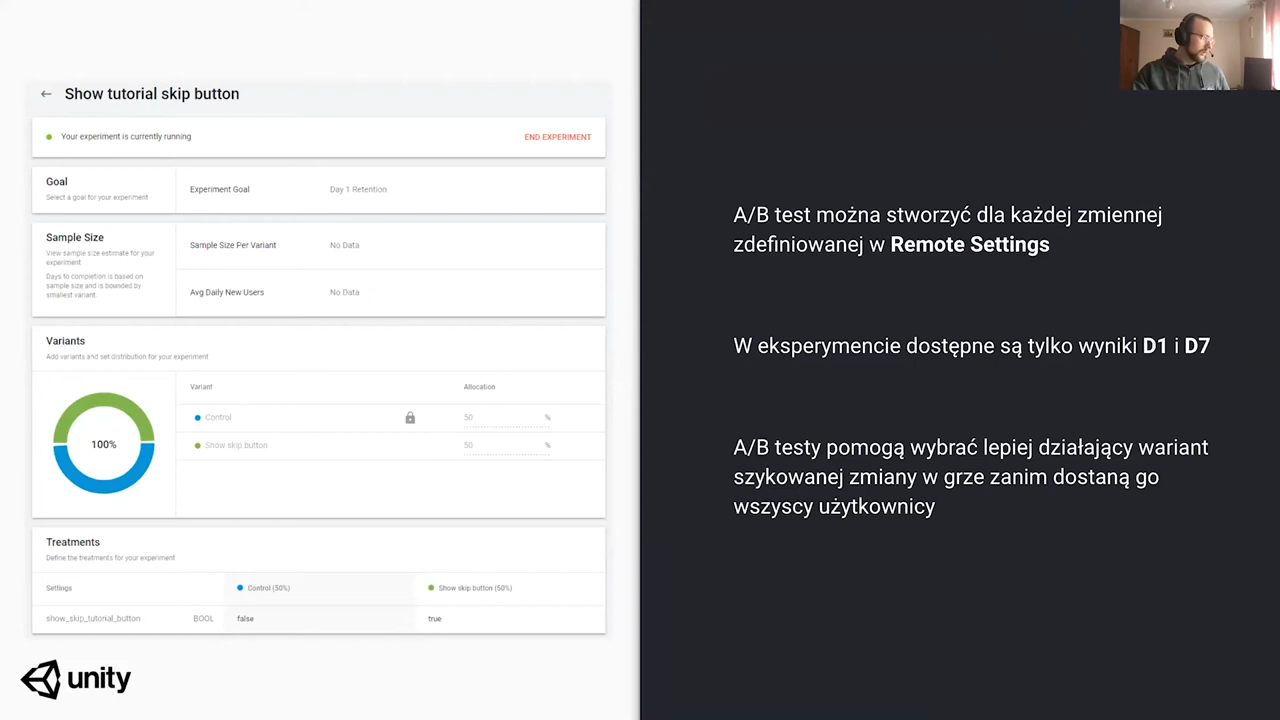 Show tutorial skip button
Your experiment is currently running
END EXPERIMENT
Goal
Select a goal for your experiment
Experiment Goal
Day 1 Retention
Sample Size
View sample size estimate for your
experiment
Days to completion is based on
sample size and is bounded by
smallest variant.
Sample Size Per Variant
No Data
Avg Daily New Users
No Data
Variants
Add variants and set distribution for your experiment
100%
Variant
Allocation
Control
50
%
Show skip button
50
%
Treatments
Define the treatments for your experiment
Settings
Control (50%)
Show skip button (50%)
show_skip_tutorial_button
BOOL
false
true
unity
A/B test można stworzyć dla każdej zmiennej
zdefiniowanej w Remote Settings
W eksperymencie dostępne są tylko wyniki D1 i D7
A/B testy pomogą wybrać lepiej działający wariant
szykowanej zmiany w grze zanim dostaną go
wszyscy użytkownicy